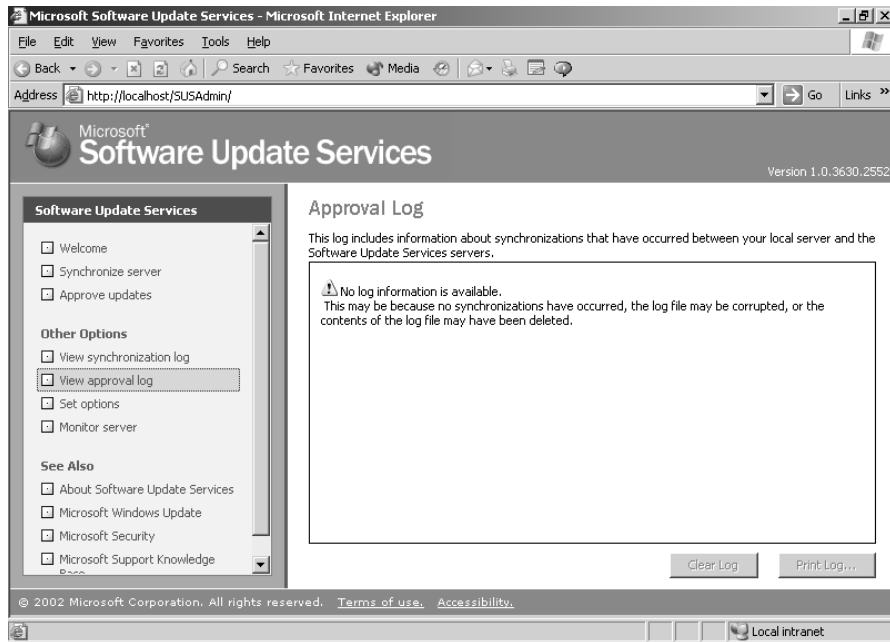 Microsoft Software Update Services - Microsoft Internet Explorer
File Edit View Favorites Tools Help
Back Search Favorites Media
Address http://localhost/SUSAdmin/ Go Links »
Microsoft®
Software Update Services
Version 1.0.3630.2552
Software Update Services
Welcome
Synchronize server
Approve updates
Other Options
View synchronization log
View approval log
Set options
Monitor server
See Also
About Software Update Services
Microsoft Windows Update
Microsoft Security
Microsoft Support Knowledge
Base
Approval Log
This log includes information about synchronizations that have occurred between your local server and the
Software Update Services servers.
No log information is available.
This may be because no synchronizations have occurred, the log file may be corrupted, or the
contents of the log file may have been deleted.
Clear Log Print Log...
© 2002 Microsoft Corporation. All rights reserved. Terms of use. Accessibility.
Local intranet